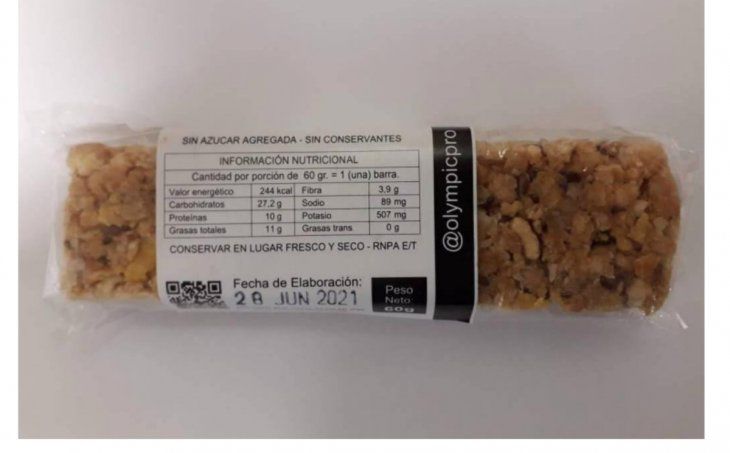 SIN AZUCAR AGREGADA - SIN CONSERVANTES
INFORMACIÓN NUTRICIONAL
Cantidad por porción de 60 gr. = 1 (una) barra.
Valor energético 244 kcal Fibra 3,9 g
Carbohidratos 27,2 g Sodio 89 mg
Proteínas 10 g Potasio 507 mg
Grasas totales 11 g Grasas trans 0 g
CONSERVAR EN LUGAR FRESCO Y SECO - RNPA E/T
Fecha de Elaboración:
28 JUN 2021
Peso
Neto:
60g
@olympicpro